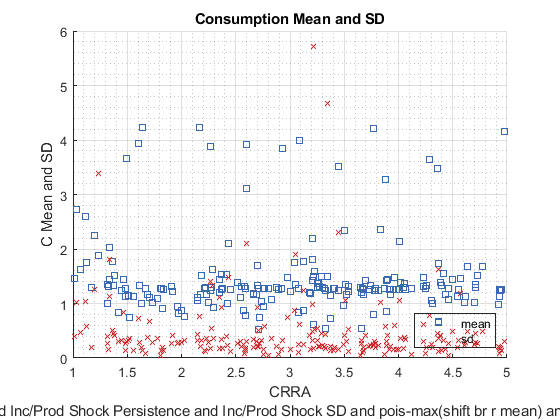 Consumption Mean and SD
6
5
4
3
2
1
0
C Mean and SD
mean
sd
1 1.5 2 2.5 3 3.5 4 4.5 5
CRRA
d Inc/Prod Shock Persistence and Inc/Prod Shock SD and pois-max(shift br r mean) an